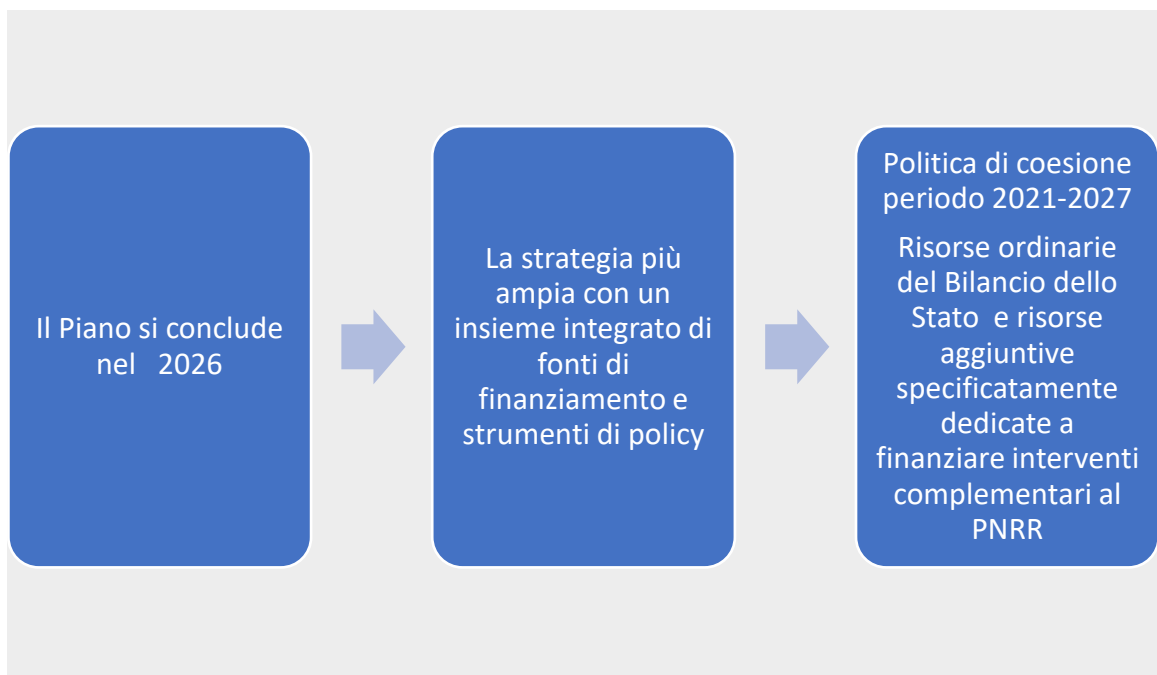 Il Piano si conclude
nel 2026
La strategia più
ampia con un
insieme integrato di
fonti di
finanziamento e
strumenti di policy
Politica di coesione
periodo 2021-2027
Risorse ordinarie
del Bilancio dello
Stato e risorse
aggiuntive
specificatamente
dedicate a
finanziare interventi
complementari al
PNRR